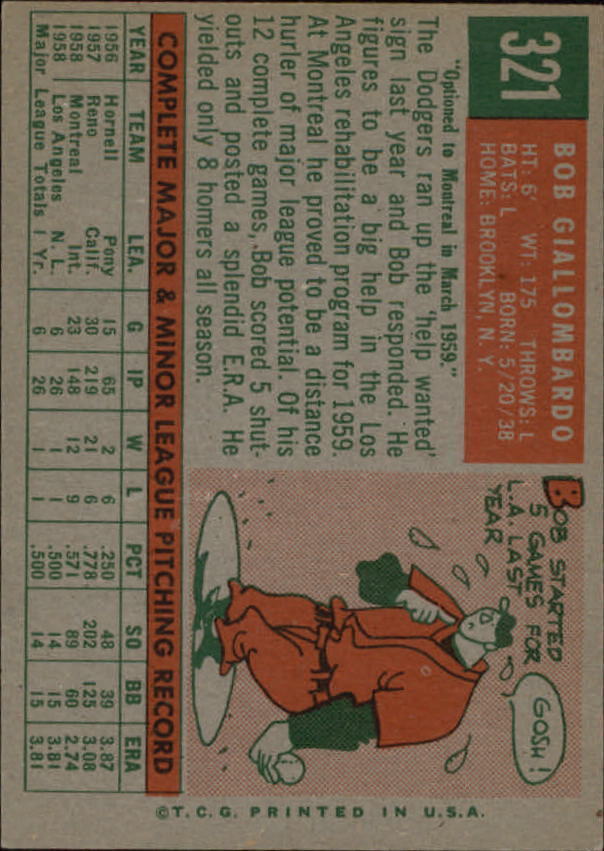 321
BOB GIALLOMBARDO
HT: 6' WT: 175 THROWS: L
BATS: L BORN: 5/20/38
HOME: BROOKLYN, N. Y.
"Optioned to Montreal in March 1959."
The Dodgers ran up the 'help wanted'
sign last year and Bob responded. He
figures to be a big help in the Los
Angeles rehabilitation program for 1959.
At Montreal he proved to be a distance
hurler of major league potential. Of his
12 complete games, Bob scored 5 shut-
outs and posted a splendid E.R.A. He
yielded only 8 homers all season.
BOB STARTED
5 GAMES FOR
L.A. LAST
YEAR
GOSH!
COMPLETE MAJOR & MINOR LEAGUE PITCHING RECORD
YEAR TEAM LEA. G IP W L PCT SO BB ERA
1956 Hornell Pony 15 65 2 6 .250 48 39 3.87
1957 Reno Calif. 30 219 21 6 .778 202 125 3.08
1958 Montreal Int. 23 148 12 9 .571 89 60 2.74
1958 Los Angeles N. L. 6 26 1 1 .500 14 15 3.81
Major League Totals 1 Yr. 6 26 1 1 .500 14 15 3.81
©T. C. G. PRINTED IN U.S.A.